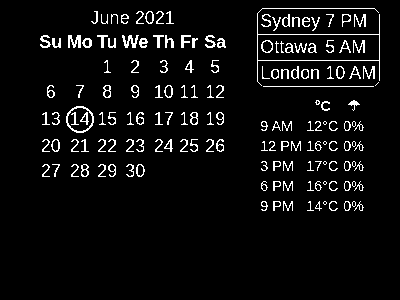 June 2021
Su Mo Tu We Th Fr Sa
1 2 3 4 5
6 7 8 9 10 11 12
13 14 15 16 17 18 19
20 21 22 23 24 25 26
27 28 29 30
Sydney 7 PM
Ottawa 5 AM
London 10 AM
°C
9 AM 12°C 0%
12 PM 16°C 0%
3 PM 17°C 0%
6 PM 16°C 0%
9 PM 14°C 0%